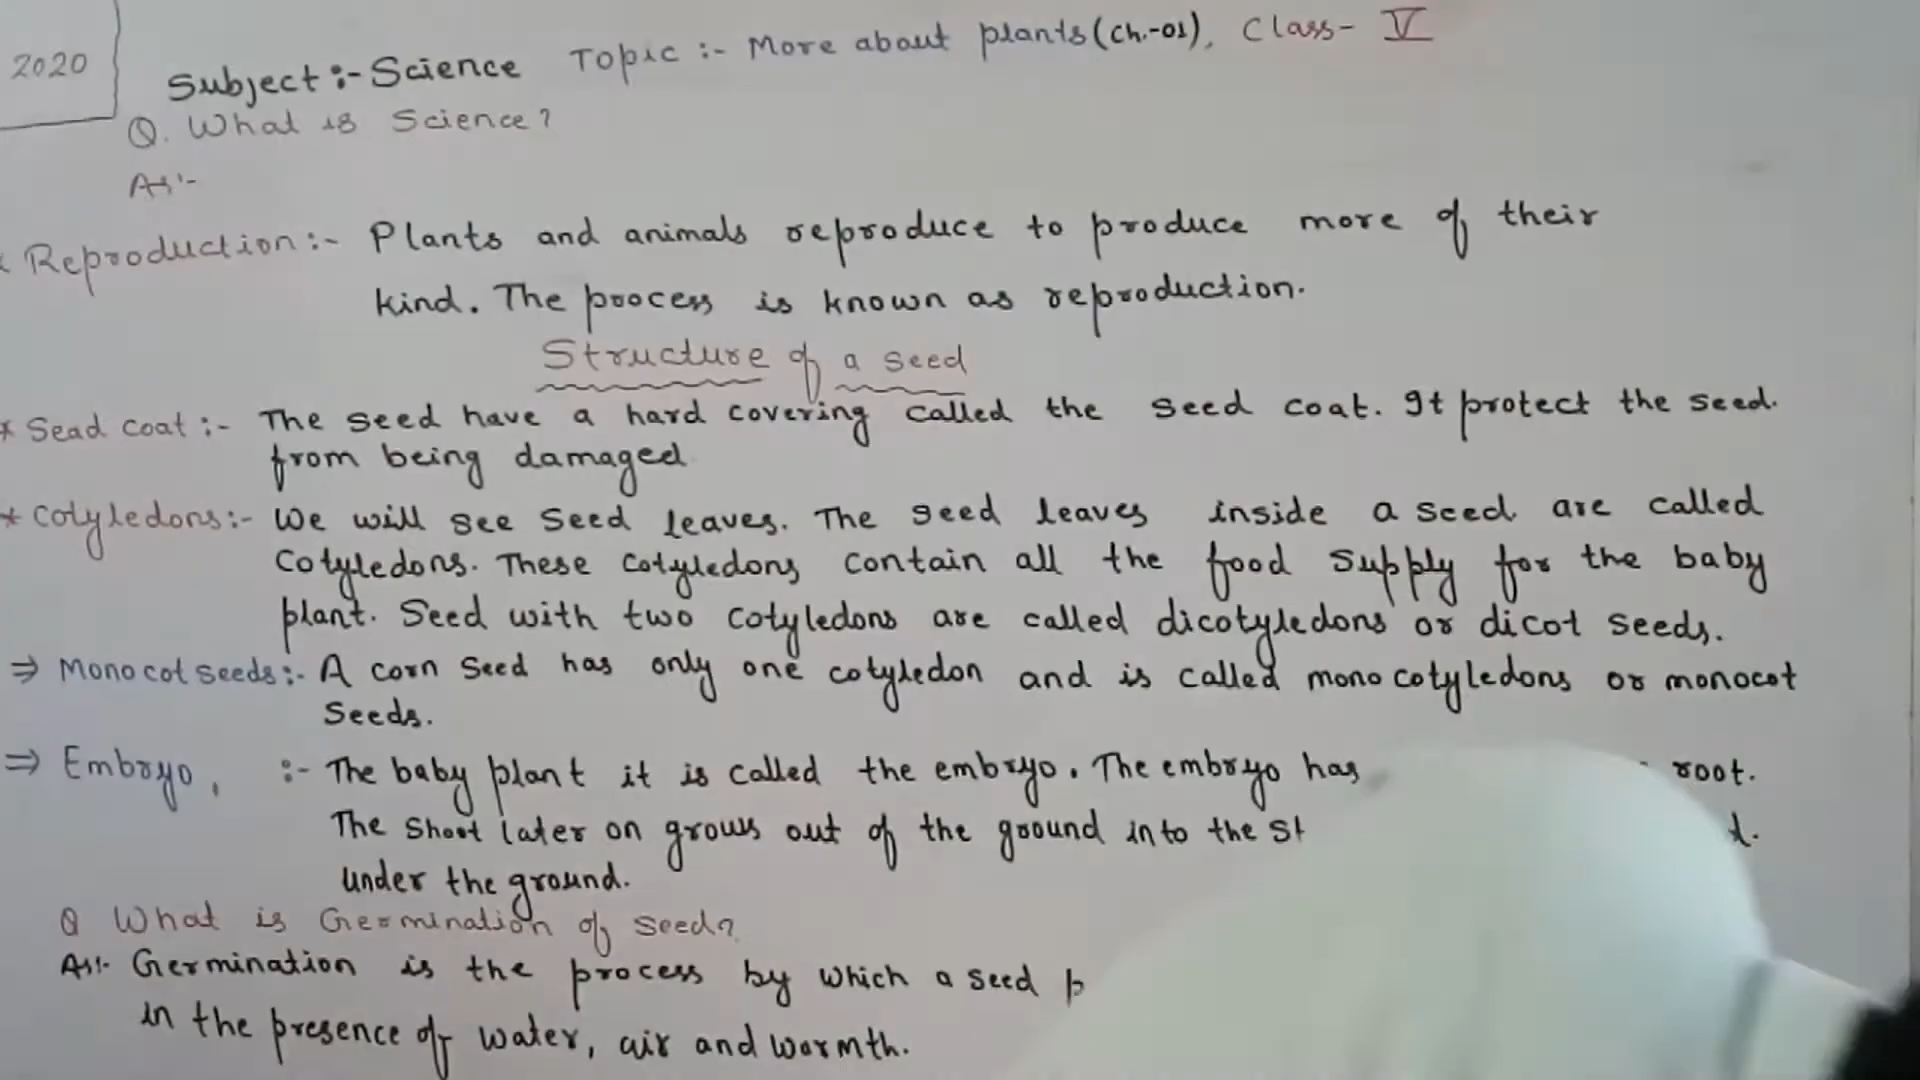 2020
Subject :- Science Topic :- More about plants (Ch.-01), Class- V
Q. What is Science?
As:-
Reproduction :- Plants and animals reproduce to produce more of their
kind. The process is known as reproduction.
Structure of a seed
* Sead coat :- The seed have a hard covering called the seed coat. It protect the seed.
from being damaged
* Cotyledons :- We will see seed leaves. The seed leaves inside a seed are called
Cotyledons. These cotyledons contain all the food supply for the baby
plant. Seed with two cotyledons are called dicotyledons or dicot seeds.
⇒ Monocot seeds :- A corn seed has only one cotyledon and is called monocotyledons or monocot
Seeds.
⇒ Embryo, :- The baby plant it is called the embryo. The embryo has root.
The Shoot later on grows out of the ground into the
under the ground.
Q What is Germination of seed?
As:- Germination is the process by which a seed
in the presence of water, air and warmth.